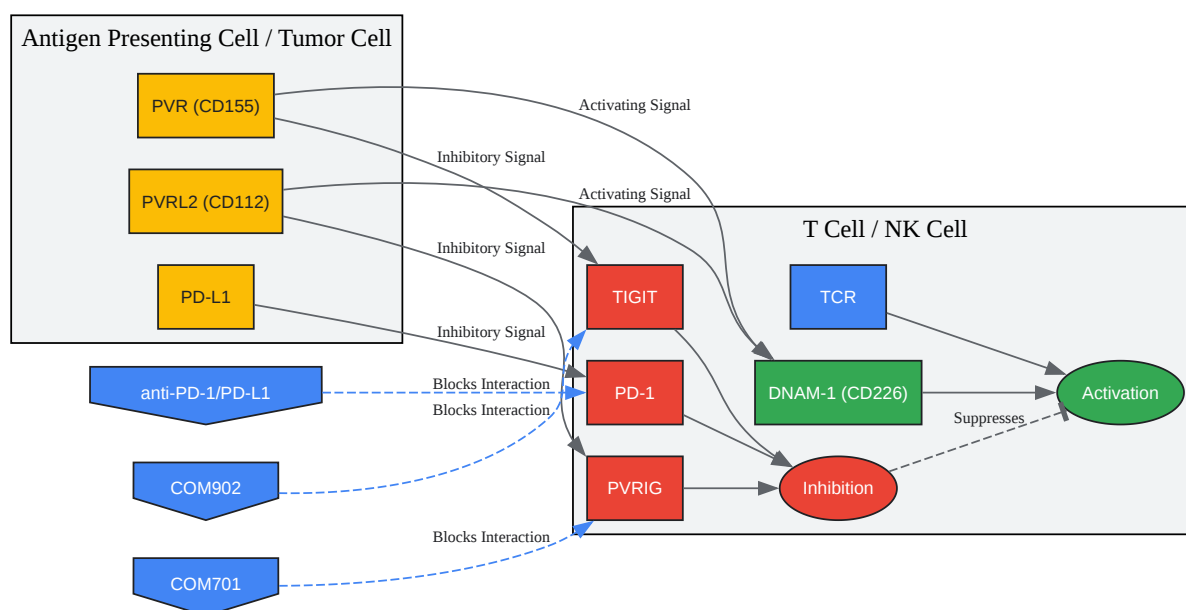 Antigen Presenting Cell / Tumor Cell
PVR (CD155)
Activating Signal
Inhibitory Signal
PVRL2 (CD112)
Activating Signal
T Cell / NK Cell
Inhibitory Signal
PD-L1
TIGIT
TCR
Inhibitory Signal
anti-PD-1/PD-L1
Blocks Interaction
PD-1
DNAM-1 (CD226)
Activation
Blocks Interaction
Suppresses
COM902
PVRIG
Inhibition
Blocks Interaction
COM701